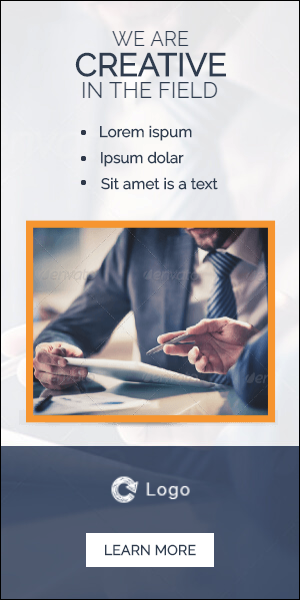 WE ARE
CREATIVE
IN THE FIELD
Lorem ispum
Ipsum dolar
Sit amet is a text
Logo
LEARN MORE